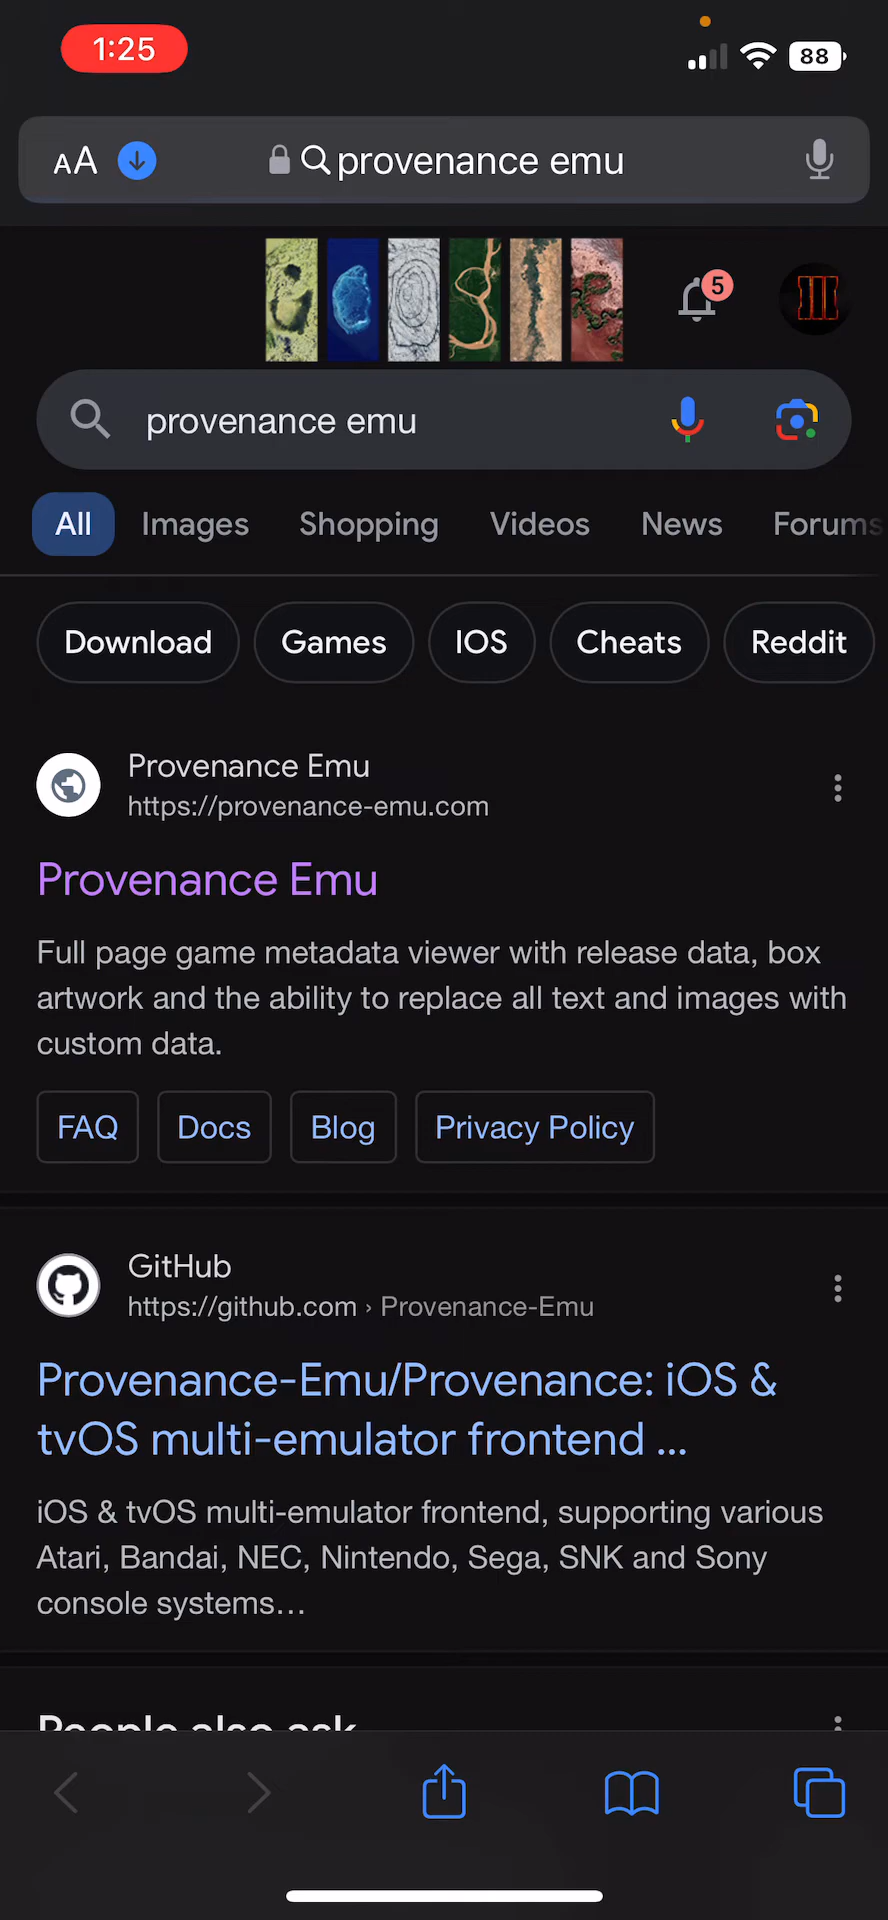 1:25
88
AA provenance emu
5
provenance emu
All Images Shopping Videos News Forums
Download Games IOS Cheats Reddit
Provenance Emu
https://provenance-emu.com
Provenance Emu
Full page game metadata viewer with release data, box
artwork and the ability to replace all text and images with
custom data.
FAQ Docs Blog Privacy Policy
GitHub
https://github.com › Provenance-Emu
Provenance-Emu/Provenance: iOS &
tvOS multi-emulator frontend ...
iOS & tvOS multi-emulator frontend, supporting various
Atari, Bandai, NEC, Nintendo, Sega, SNK and Sony
console systems...
People also ask